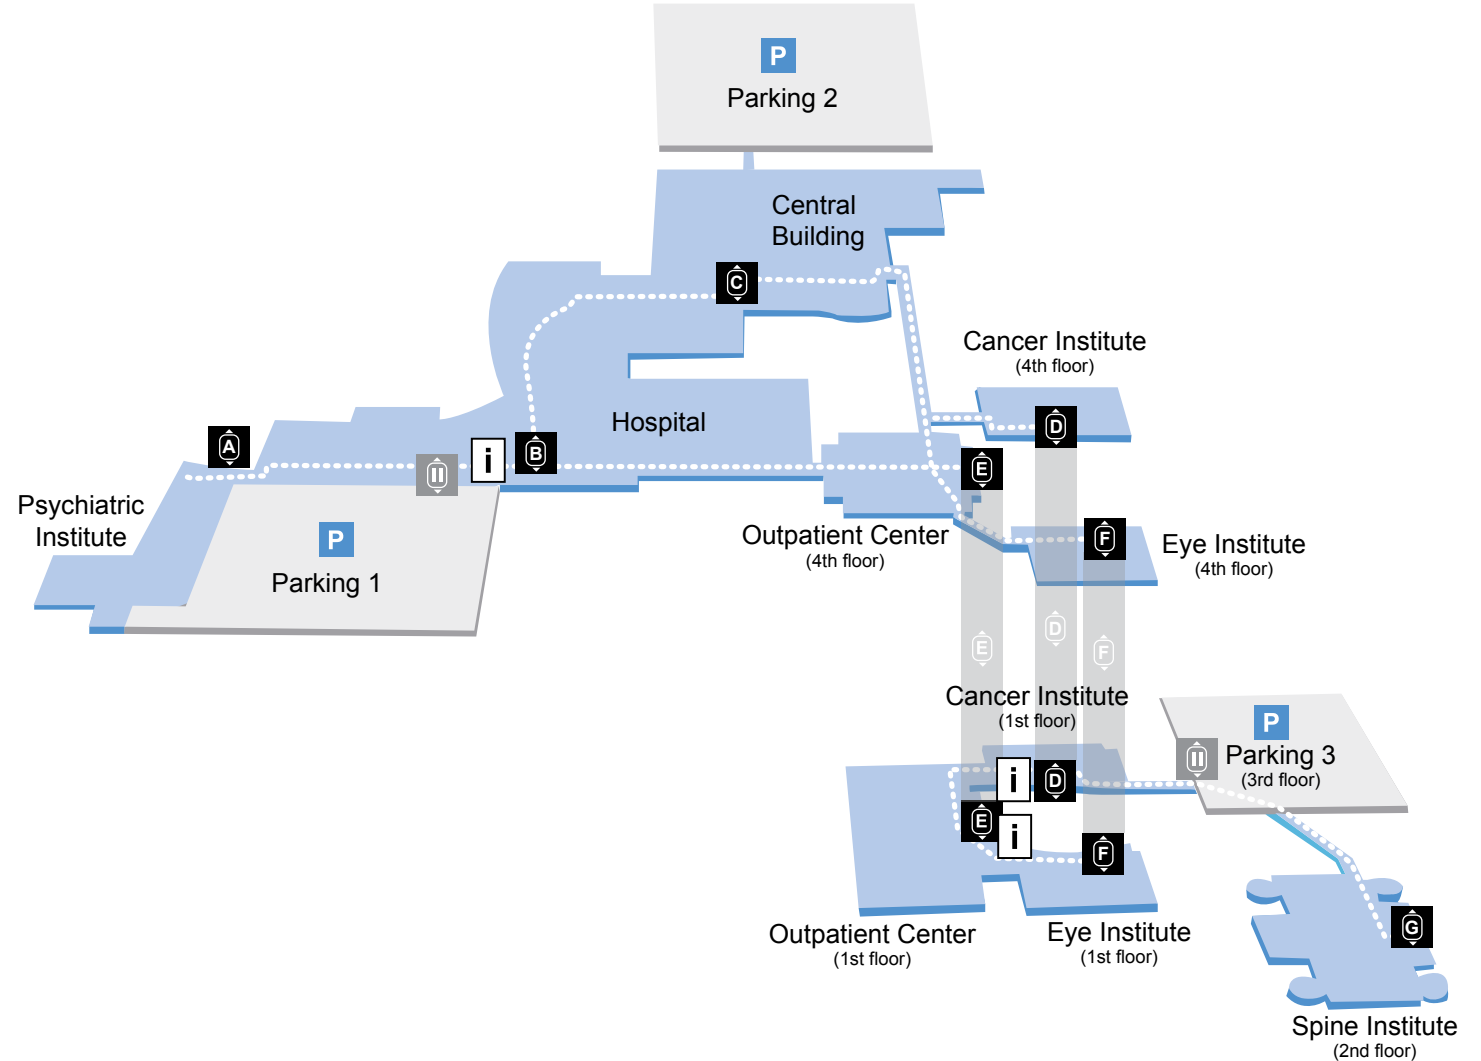 P
Parking 2
Central
Building
C
Cancer Institute
(4th floor)
D
Hospital
A
i
B
E
Psychiatric
Institute
P
Parking 1
Outpatient Center
(4th floor)
F
Eye Institute
(4th floor)
E
D
F
Cancer Institute
(1st floor)
P
Parking 3
(3rd floor)
i
D
E
i
F
G
Outpatient Center
(1st floor)
Eye Institute
(1st floor)
Spine Institute
(2nd floor)